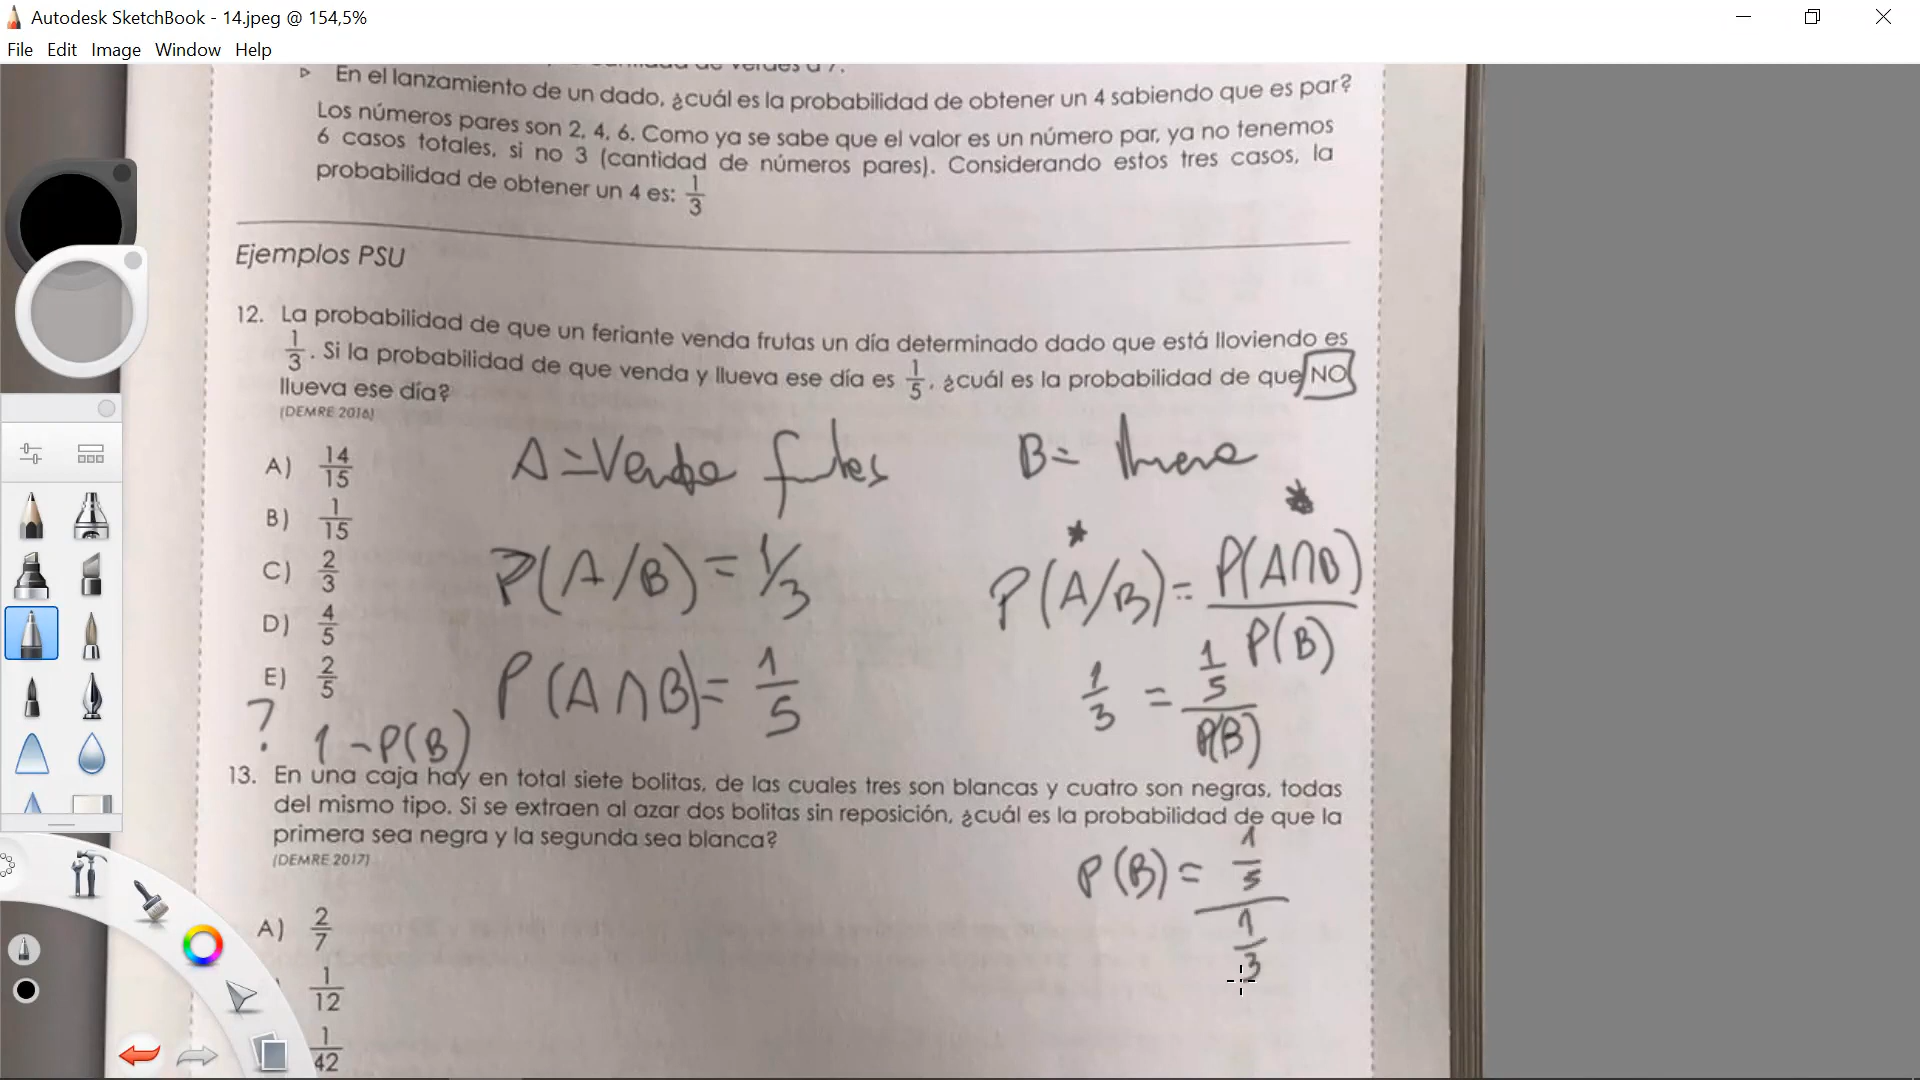 Autodesk SketchBook - 14.jpeg @ 154,5%
File Edit Image Window Help
▹ En el lanzamiento de un dado, ¿cuál es la probabilidad de obtener un 4 sabiendo que es par?
Los números pares son 2, 4, 6. Como ya se sabe que el valor es un número par, ya no tenemos
6 casos totales, si no 3 (cantidad de números pares). Considerando estos tres casos, la
probabilidad de obtener un 4 es: 1/3
Ejemplos PSU
12. La probabilidad de que un feriante venda frutas un día determinado dado que está lloviendo es
1/3. Si la probabilidad de que venda y llueva ese día es 1/5, ¿cuál es la probabilidad de que NO
llueva ese día?
(DEMRE 2016)
A) 14/15
B) 1/15
C) 2/3
D) 4/5
E) 2/5
A = Venda frutas
B = llueva
P(A/B) = 1/3
P(A/B) = P(A∩B)/P(B)
P(A∩B) = 1/5
1/3 = 1/5/P(B)
? 1 - P(B)
13. En una caja hay en total siete bolitas, de las cuales tres son blancas y cuatro son negras, todas
del mismo tipo. Si se extraen al azar dos bolitas sin reposición, ¿cuál es la probabilidad de que la
primera sea negra y la segunda sea blanca?
(DEMRE 2017)
P(B) = 1/5/1/3
A) 2/7
1/12
1/42